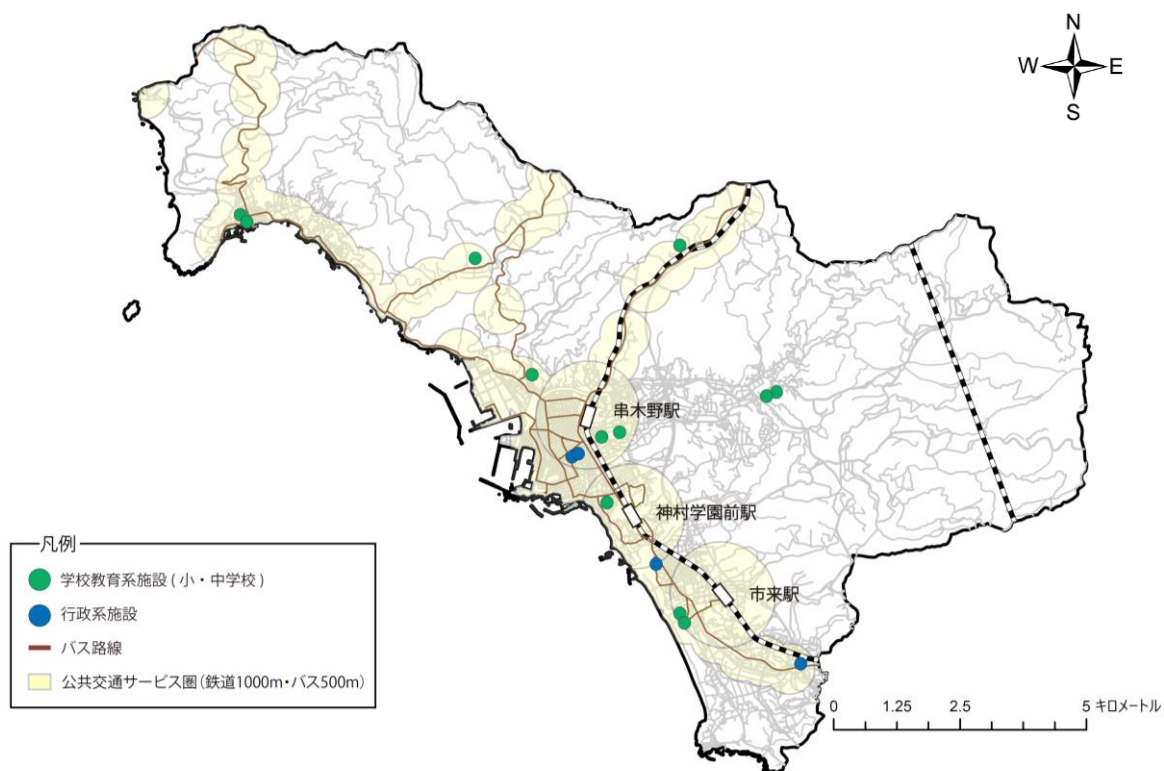 N
W E
S
串木野駅
神村学園前駅
市来駅
凡例
学校教育系施設(小・中学校)
行政系施設
バス路線
公共交通サービス圏(鉄道1000m・バス500m)
0 1.25 2.5 5 キロメートル